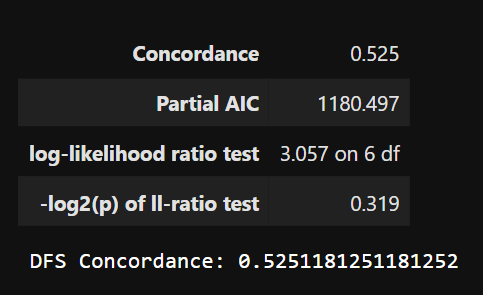 Concordance 0.525
Partial AIC 1180.497
log-likelihood ratio test 3.057 on 6 df
-log2(p) of ll-ratio test 0.319
DFS Concordance: 0.5251181251181252